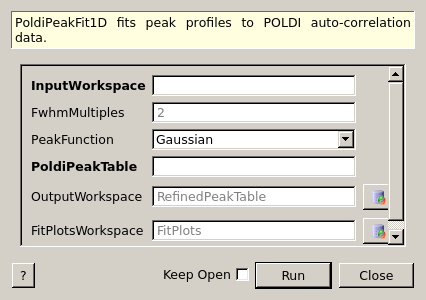 PoldiPeakFit1D fits peak profiles to POLDI auto-correlation
data.
InputWorkspace
FwhmMultiples 2
PeakFunction Gaussian
PoldiPeakTable
OutputWorkspace RefinedPeakTable
FitPlotsWorkspace FitPlots
? Keep Open Run Close